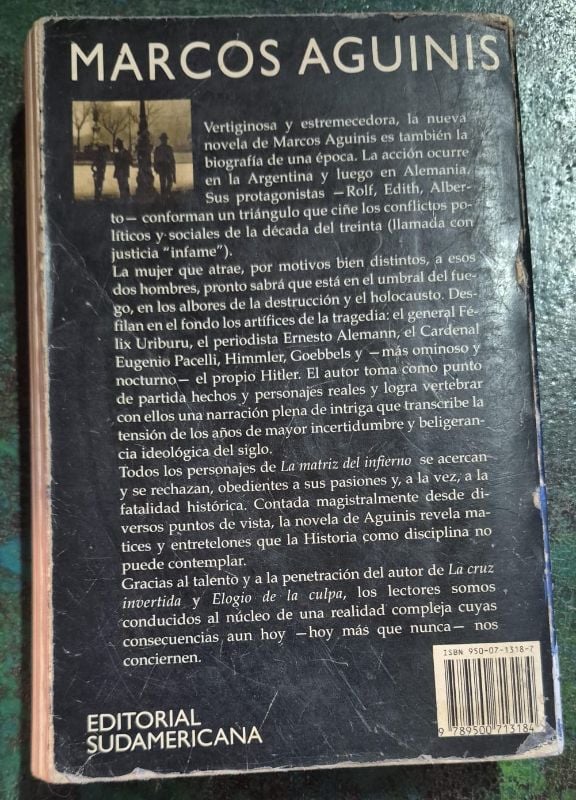 MARCOS AGUINIS
Vertiginosa y estremecedora, la nueva
novela de Marcos Aguinis es también la
biografía de una época. La acción ocurre
en la Argentina y luego en Alemania.
Sus protagonistas —Rolf, Edith, Alber-
to— conforman un triángulo que ciñe los conflictos po-
líticos y sociales de la década del treinta (llamada con
justicia "infame").
La mujer que atrae, por motivos bien distintos, a esos
dos hombres, pronto sabrá que está en el umbral del fue-
go, en los albores de la destrucción y el holocausto. Des-
filan en el fondo los artífices de la tragedia: el general Fé-
lix Uriburu, el periodista Ernesto Alemann, el Cardenal
Eugenio Pacelli, Himmler, Goebbels y —más ominoso y
nocturno— el propio Hitler. El autor toma como punto
de partida hechos y personajes reales y logra vertebrar
con ellos una narración plena de intriga que transcribe la
tensión de los años de mayor incertidumbre y beligeran-
cia ideológica del siglo.
Todos los personajes de La matriz del infierno se acercan
y se rechazan, obedientes a sus pasiones y, a la vez, a la
fatalidad histórica. Contada magistralmente desde di-
versos puntos de vista, la novela de Aguinis revela ma-
tices y entretelones que la Historia como disciplina no
puede contemplar.
Gracias al talento y a la penetración del autor de La cruz
invertida y Elogio de la culpa, los lectores somos
conducidos al núcleo de una realidad compleja cuyas
consecuencias aun hoy —hoy más que nunca— nos
conciernen.
ISBN 950-07-1318-7
9 789500 713184
EDITORIAL
SUDAMERICANA